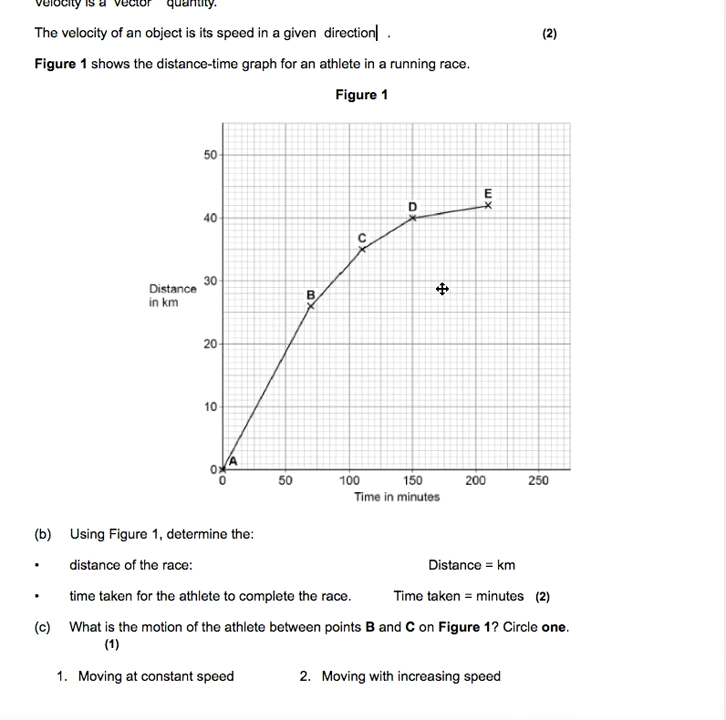 velocity is a vector quantity.
The velocity of an object is its speed in a given direction .
(2)
Figure 1 shows the distance-time graph for an athlete in a running race.
Figure 1
50
40
30
20
10
0
Distance
in km
A
B
C
D
E
0 50 100 150 200 250
Time in minutes
(b) Using Figure 1, determine the:
• distance of the race: Distance = km
• time taken for the athlete to complete the race. Time taken = minutes (2)
(c) What is the motion of the athlete between points B and C on Figure 1? Circle one.
(1)
1. Moving at constant speed 2. Moving with increasing speed